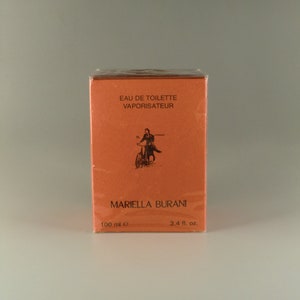 EAU DE TOILETTE
VAPORISATEUR
MARIELLA BURANI
100 ml ℮ 3.4 fl. oz.